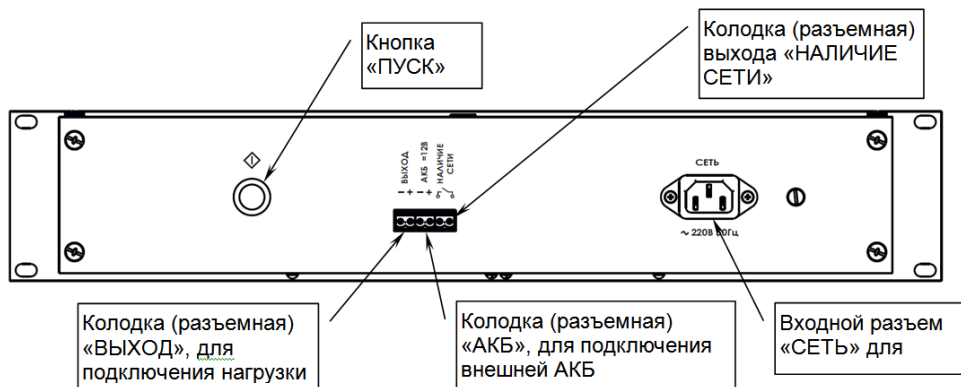 Кнопка
«ПУСК»
Колодка (разъемная)
выхода «НАЛИЧИЕ
СЕТИ»
− + ВЫХОД
− + АКБ =12В
НАЛИЧИЕ
СЕТИ
СЕТЬ
~ 220В 50Гц
Колодка (разъемная)
«ВЫХОД», для
подключения нагрузки
Колодка (разъемная)
«АКБ», для подключения
внешней АКБ
Входной разъем
«СЕТЬ» для